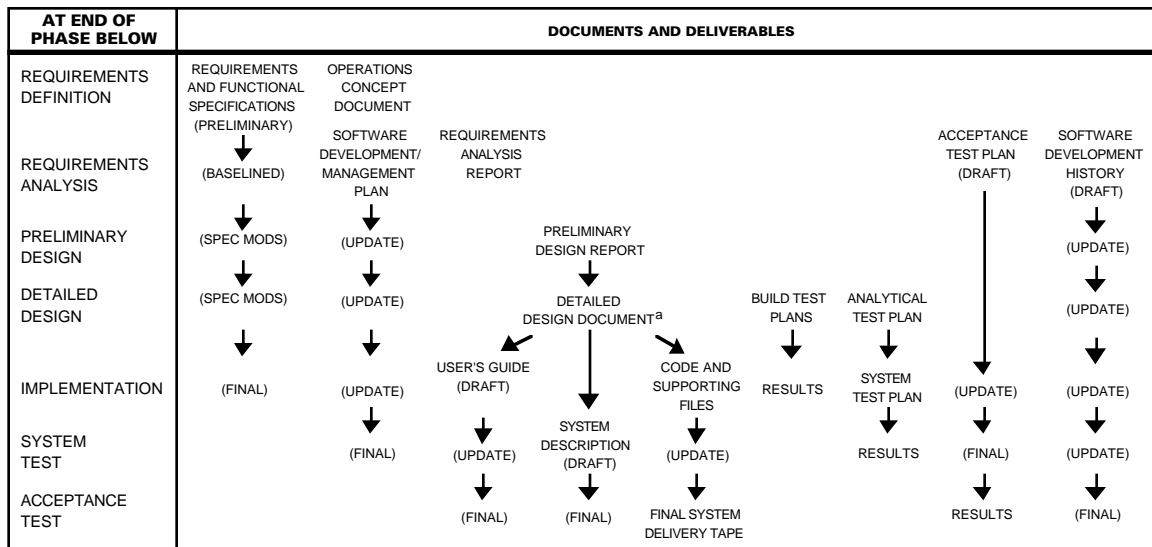 AT END OF
PHASE BELOW
DOCUMENTS AND DELIVERABLES
REQUIREMENTS
DEFINITION
REQUIREMENTS
AND FUNCTIONAL
SPECIFICATIONS
(PRELIMINARY)
OPERATIONS
CONCEPT
DOCUMENT
REQUIREMENTS
ANALYSIS
(BASELINED)
SOFTWARE
DEVELOPMENT/
MANAGEMENT
PLAN
REQUIREMENTS
ANALYSIS
REPORT
ACCEPTANCE
TEST PLAN
(DRAFT)
SOFTWARE
DEVELOPMENT
HISTORY
(DRAFT)
PRELIMINARY
DESIGN
(SPEC MODS)
(UPDATE)
PRELIMINARY
DESIGN REPORT
(UPDATE)
DETAILED
DESIGN
(SPEC MODS)
(UPDATE)
DETAILED
DESIGN DOCUMENTa
BUILD TEST
PLANS
ANALYTICAL
TEST PLAN
(UPDATE)
IMPLEMENTATION
(FINAL)
(UPDATE)
USER'S GUIDE
(DRAFT)
CODE AND
SUPPORTING
FILES
RESULTS
SYSTEM
TEST PLAN
(UPDATE)
(UPDATE)
SYSTEM
TEST
(FINAL)
(UPDATE)
SYSTEM
DESCRIPTION
(DRAFT)
(UPDATE)
RESULTS
(FINAL)
(UPDATE)
ACCEPTANCE
TEST
(FINAL)
(FINAL)
FINAL SYSTEM
DELIVERY TAPE
RESULTS
(FINAL)